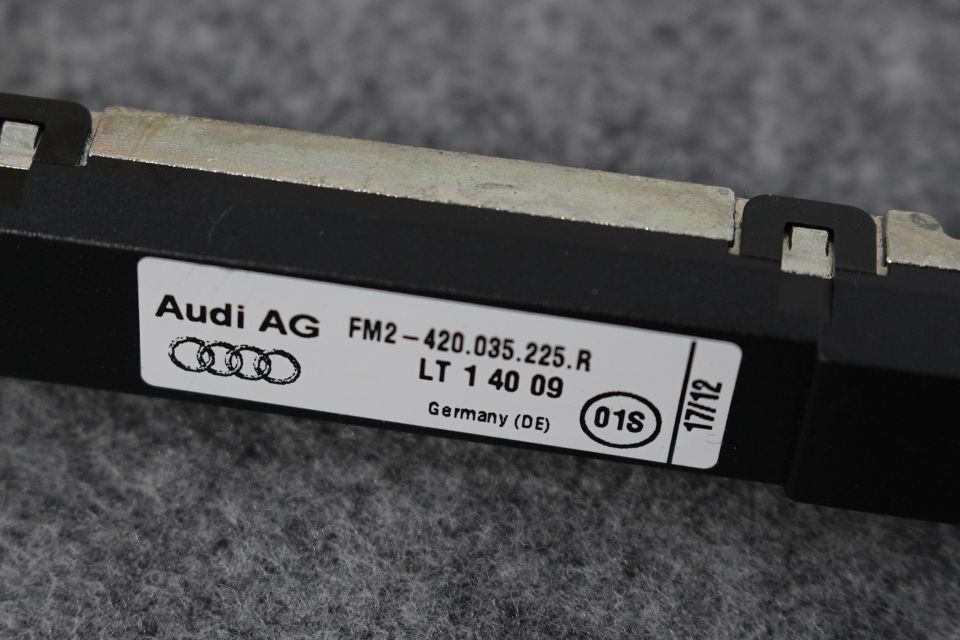 Audi AG
FM2-420.035.225.R
LT 1 40 09
Germany (DE)
01S
17/12